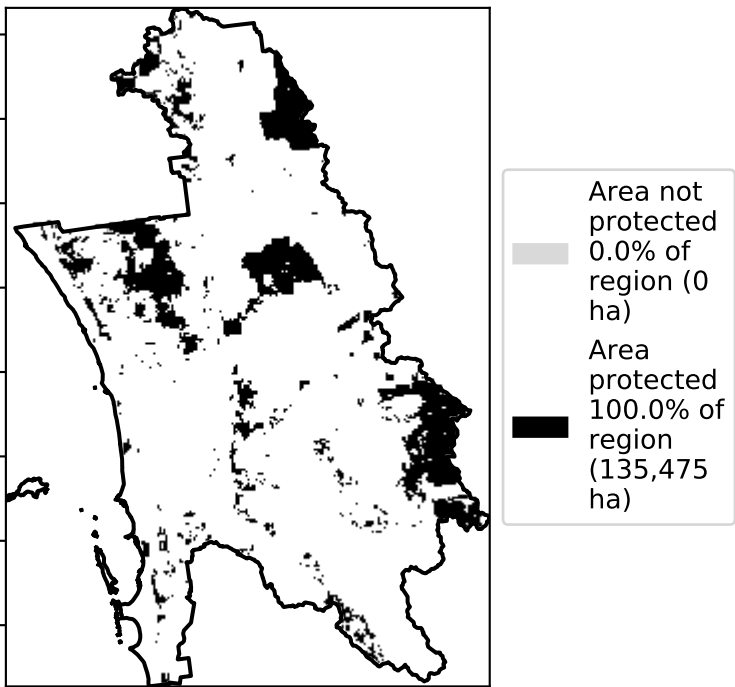 Area not
protected
0.0% of
region (0
ha)
Area
protected
100.0% of
region
(135,475
ha)